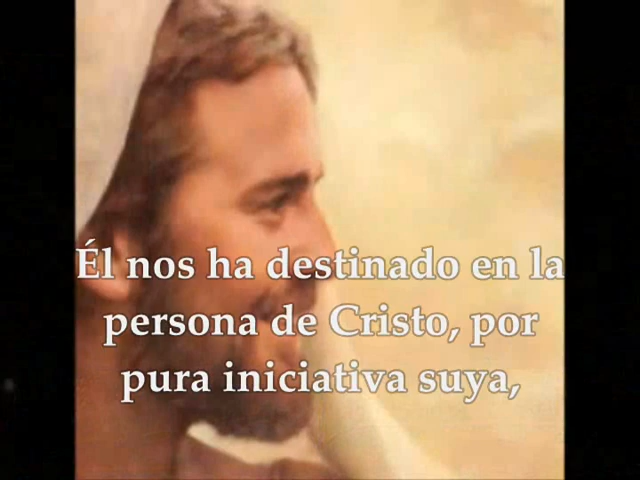 Él nos ha destinado en la
persona de Cristo, por
pura iniciativa suya,